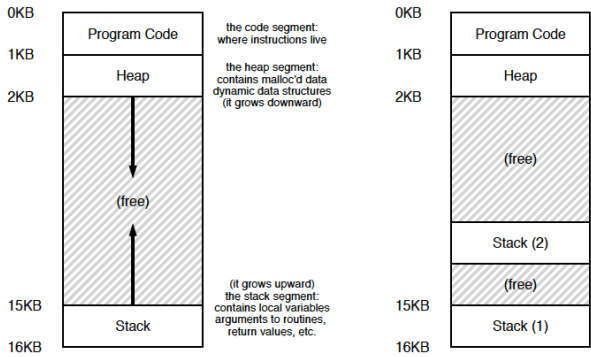 0KB
Program Code
the code segment:
where instructions live
1KB
Heap
the heap segment:
contains malloc'd data
dynamic data structures
(it grows downward)
2KB
(free)
(it grows upward)
the stack segment:
contains local variables
arguments to routines,
return values, etc.
15KB
Stack
16KB
0KB
Program Code
1KB
Heap
2KB
(free)
Stack (2)
(free)
15KB
Stack (1)
16KB